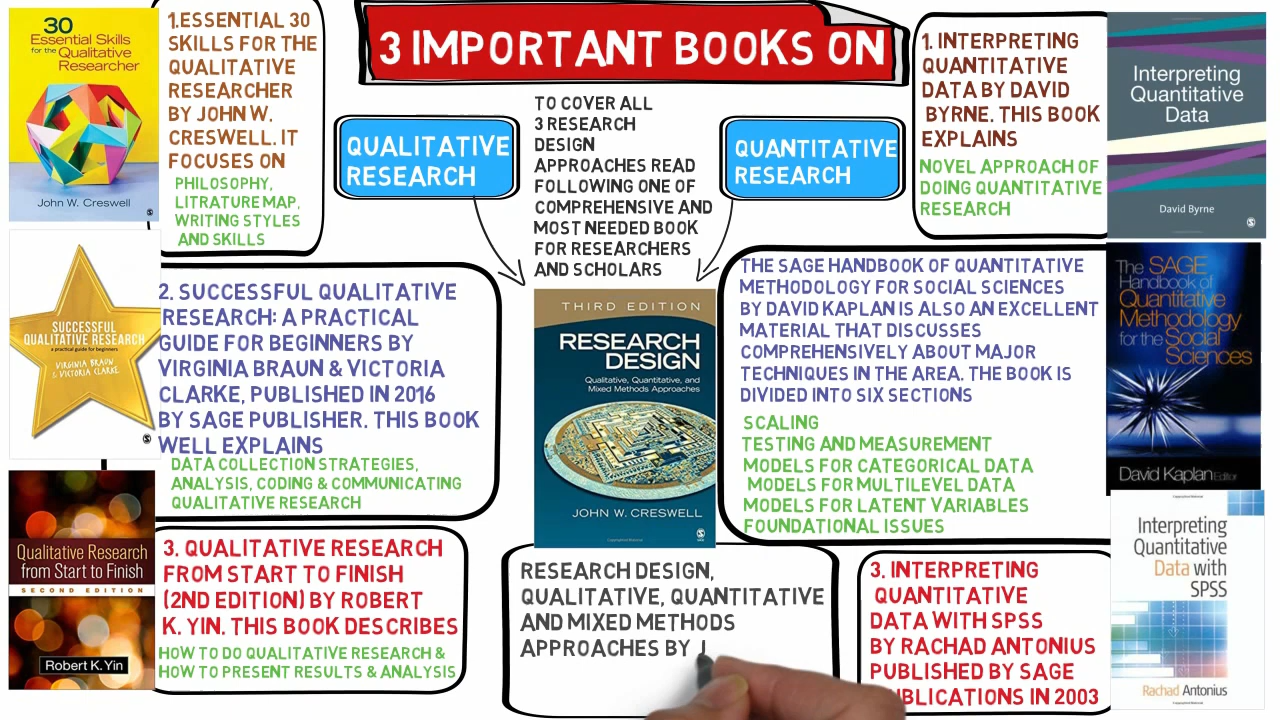 3 IMPORTANT BOOKS ON
30
Essential Skills
for the Qualitative
Researcher
John W. Creswell
1.ESSENTIAL 30
SKILLS FOR THE
QUALITATIVE
RESEARCHER
BY JOHN W.
CRESWELL. IT
FOCUSES ON
PHILOSOPHY,
LITRATURE MAP,
WRITING STYLES
AND SKILLS
QUALITATIVE
RESEARCH
SUCCESSFUL
QUALITATIVE RESEARCH
a practical guide for beginners
VIRGINIA BRAUN
& VICTORIA CLARKE
2. SUCCESSFUL QUALITATIVE
RESEARCH: A PRACTICAL
GUIDE FOR BEGINNERS BY
VIRGINIA BRAUN & VICTORIA
CLARKE, PUBLISHED IN 2016
BY SAGE PUBLISHER. THIS BOOK
WELL EXPLAINS
DATA COLLECTION STRATEGIES,
ANALYSIS, CODING & COMMUNICATING
QUALITATIVE RESEARCH
Qualitative Research
from Start to Finish
SECOND EDITION
Robert K. Yin
3. QUALITATIVE RESEARCH
FROM START TO FINISH
(2ND EDITION) BY ROBERT
K. YIN. THIS BOOK DESCRIBES
HOW TO DO QUALITATIVE RESEARCH &
HOW TO PRESENT RESULTS & ANALYSIS
TO COVER ALL
3 RESEARCH
DESIGN
APPROACHES READ
FOLLOWING ONE OF
COMPREHENSIVE AND
MOST NEEDED BOOK
FOR RESEARCHERS
AND SCHOLARS
THIRD EDITION
RESEARCH
DESIGN
Qualitative, Quantitative, and
Mixed Methods Approaches
JOHN W. CRESWELL
RESEARCH DESIGN,
QUALITATIVE, QUANTITATIVE
AND MIXED METHODS
APPROACHES BY J
QUANTITATIVE
RESEARCH
1. INTERPRETING
QUANTITATIVE
DATA BY DAVID
BYRNE. THIS BOOK
EXPLAINS
NOVEL APPROACH OF
DOING QUANTITATIVE
RESEARCH
Interpreting
Quantitative
Data
David Byrne
THE SAGE HANDBOOK OF QUANTITATIVE
METHODOLOGY FOR SOCIAL SCIENCES
BY DAVID KAPLAN IS ALSO AN EXCELLENT
MATERIAL THAT DISCUSSES
COMPREHENSIVELY ABOUT MAJOR
TECHNIQUES IN THE AREA. THE BOOK IS
DIVIDED INTO SIX SECTIONS
SCALING
TESTING AND MEASUREMENT
MODELS FOR CATEGORICAL DATA
MODELS FOR MULTILEVEL DATA
MODELS FOR LATENT VARIABLES
FOUNDATIONAL ISSUES
The SAGE
Handbook of
Quantitative
Methodology
for the Social
Sciences
David Kaplan Editor
3. INTERPRETING
QUANTITATIVE
DATA WITH SPSS
BY RACHAD ANTONIUS
PUBLISHED BY SAGE
UBLICATIONS IN 2003
Interpreting
Quantitative
Data with
SPSS
Rachad Antonius